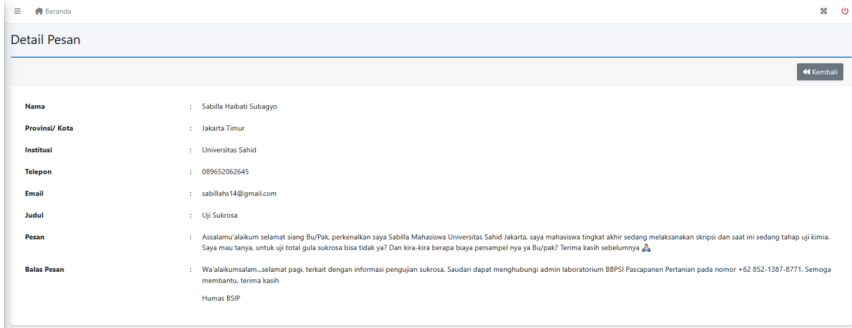 Beranda
Detail Pesan
Kembali
Nama : Sabilla Haibati Subagyo
Provinsi/ Kota : Jakarta Timur
Institusi : Universitas Sahid
Telepon : 089652062645
Email : sabillahs14@gmail.com
Judul : Uji Sukrosa
Pesan : Assalamu'alaikum selamat siang Bu/Pak, perkenalkan saya Sabilla Mahasiswa Universitas Sahid Jakarta, saya mahasiswa tingkat akhir sedang melaksanakan skripsi dan saat ini sedang tahap uji kimia.
Saya mau tanya, untuk uji total gula sukrosa bisa tidak ya? Dan kira-kira berapa biaya persampel nya ya Bu/pak? Terima kasih sebelumnya 🙏
Balas Pesan : Wa'alaikumsalam...selamat pagi, terkait dengan informasi pengujian sukrosa, Saudari dapat menghubungi admin laboratorium BBPSI Pascapanen Pertanian pada nomor +62 852-1387-8771. Semoga
membantu, terima kasih
Humas BSIP